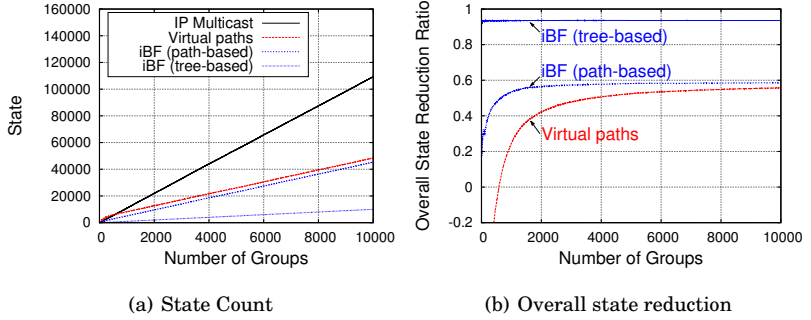 State
160000
140000
120000
100000
80000
60000
40000
20000
0
IP Multicast
Virtual paths
iBF (path-based)
iBF (tree-based)
0 2000 4000 6000 8000 10000
Number of Groups
(a) State Count
Overall State Reduction Ratio
1
0.8
0.6
0.4
0.2
0
-0.2
iBF (tree-based)
iBF (path-based)
Virtual paths
0 2000 4000 6000 8000 10000
Number of Groups
(b) Overall state reduction